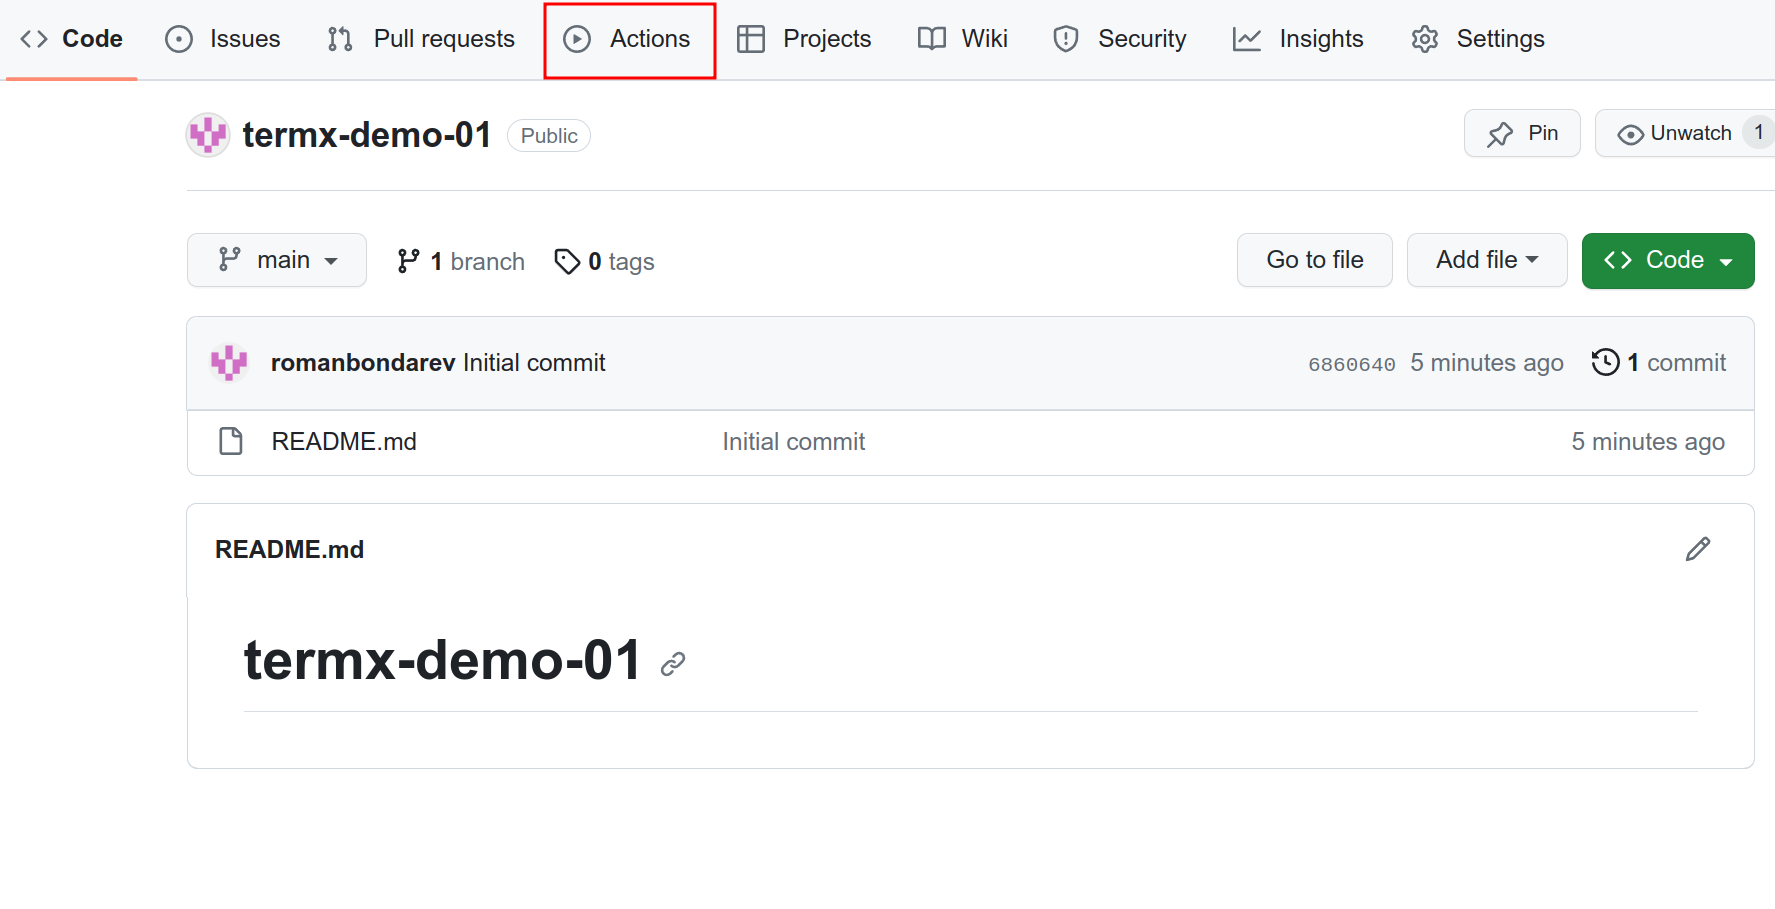 Code Issues Pull requests Actions Projects Wiki Security Insights Settings
termx-demo-01 Public Pin Unwatch 1
main 1 branch 0 tags Go to file Add file Code
romanbondarev Initial commit 6860640 5 minutes ago 1 commit
README.md Initial commit 5 minutes ago
README.md
termx-demo-01